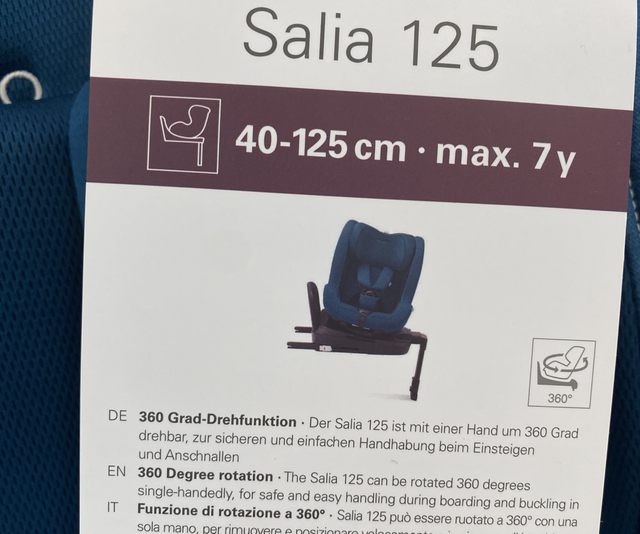 Salia 125
40-125 cm · max. 7 y
360°
DE 360 Grad-Drehfunktion · Der Salia 125 ist mit einer Hand um 360 Grad
drehbar, zur sicheren und einfachen Handhabung beim Einsteigen
und Anschnallen
EN 360 Degree rotation · The Salia 125 can be rotated 360 degrees
single-handedly, for safe and easy handling during boarding and buckling in
IT Funzione di rotazione a 360° · Salia 125 può essere ruotato a 360° con una
sola mano, per rimuovere e posizionare